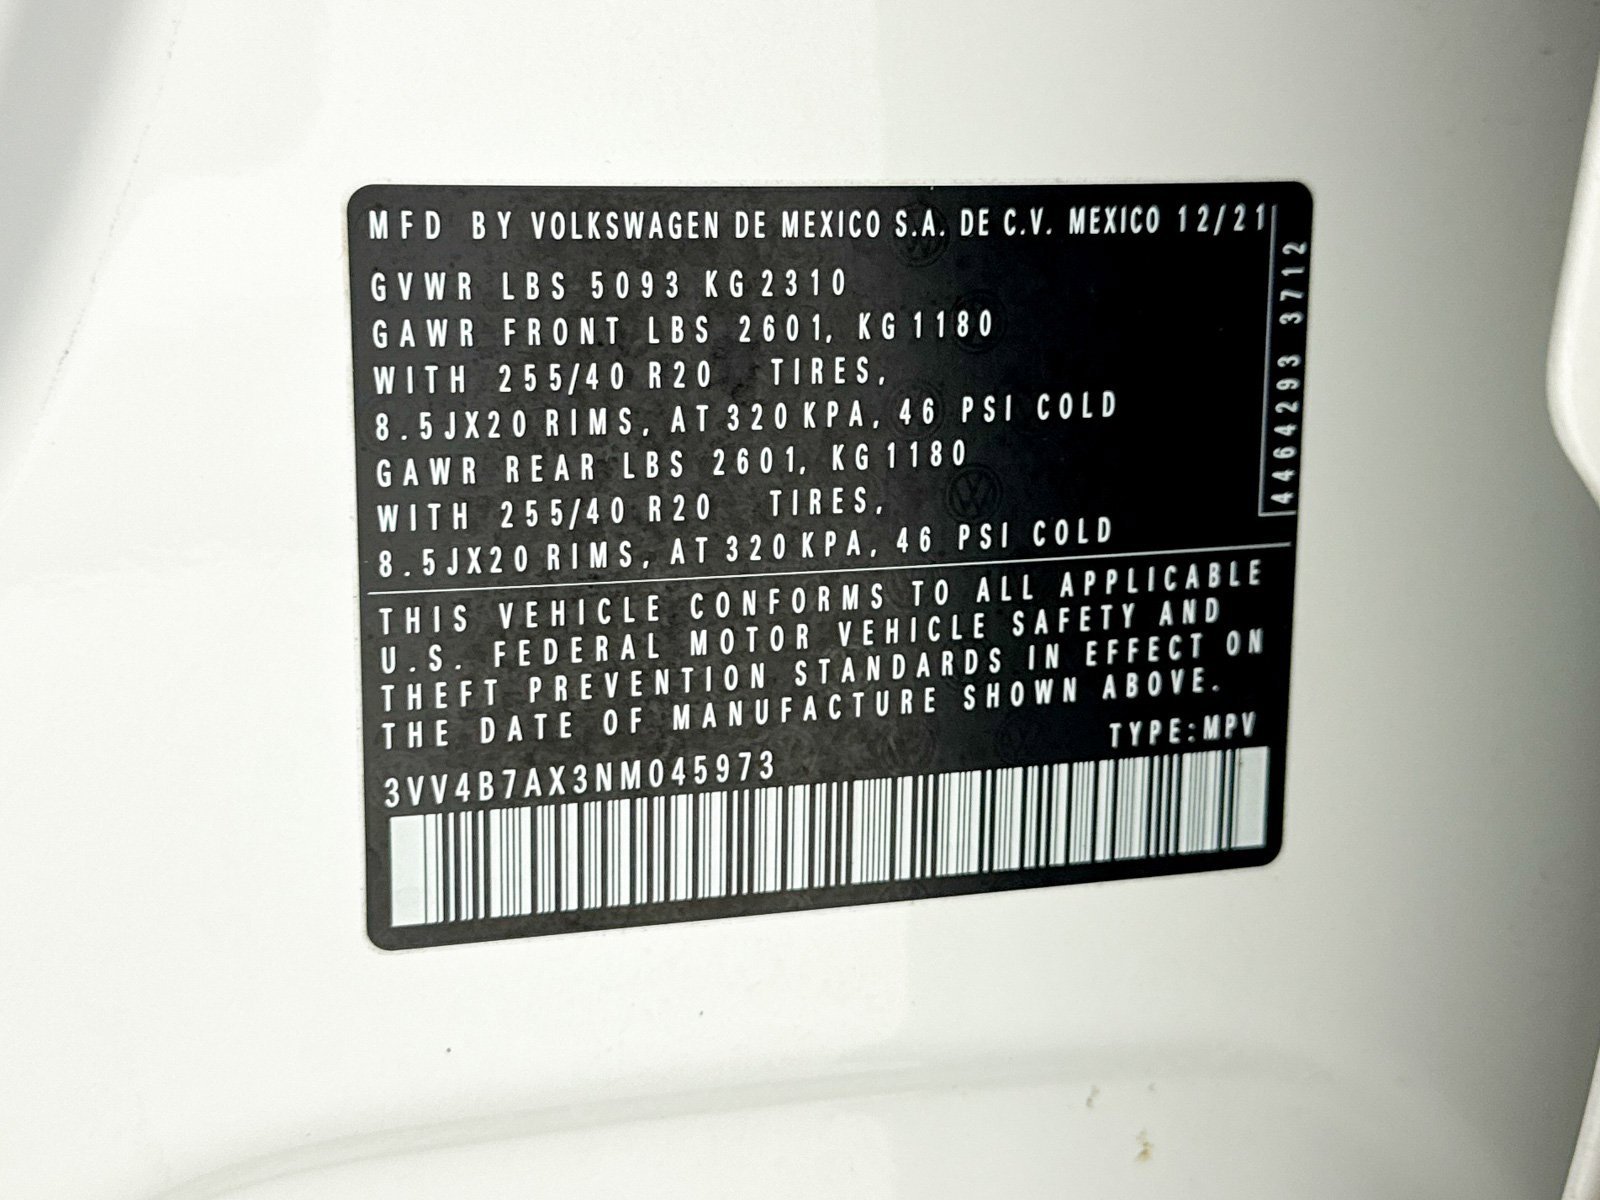 MFD BY VOLKSWAGEN DE MEXICO S.A. DE C.V. MEXICO 12/21
GVWR LBS 5093 KG 2310
GAWR FRONT LBS 2601, KG 1180
WITH 255/40 R20 TIRES,
8.5JX20 RIMS, AT 320 KPA, 46 PSI COLD
GAWR REAR LBS 2601, KG 1180
WITH 255/40 R20 TIRES,
8.5JX20 RIMS, AT 320 KPA, 46 PSI COLD
4464293 3712
THIS VEHICLE CONFORMS TO ALL APPLICABLE
U.S. FEDERAL MOTOR VEHICLE SAFETY AND
THEFT PREVENTION STANDARDS IN EFFECT ON
THE DATE OF MANUFACTURE SHOWN ABOVE.
TYPE:MPV
3VV4B7AX3NM045973